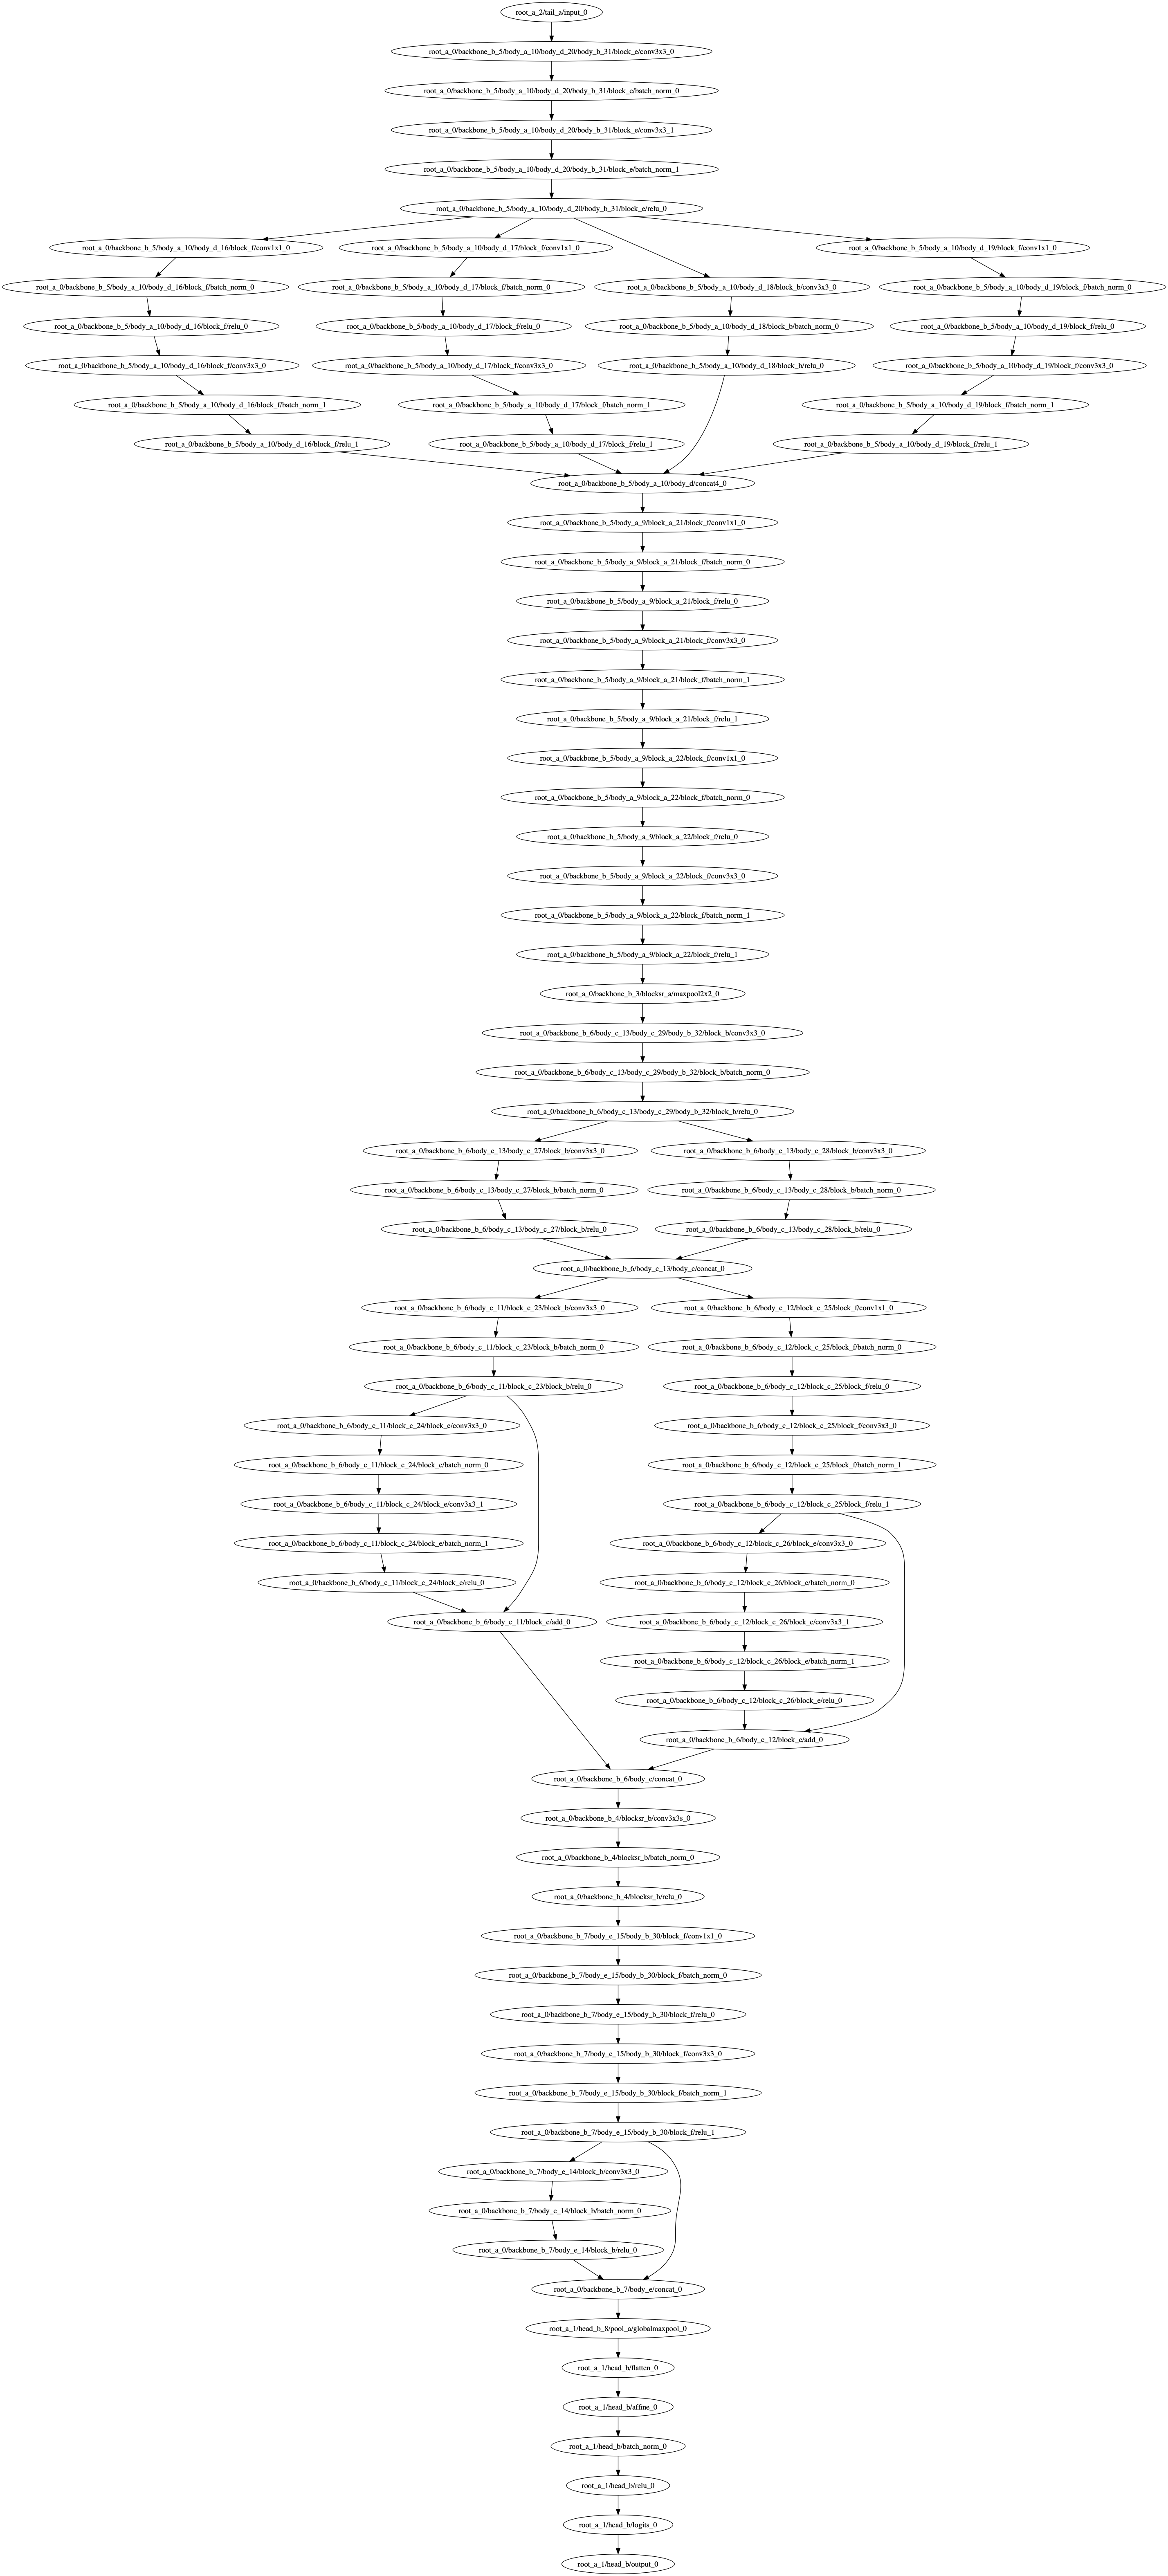 root_a_2/tail_a/input_0
root_a_0/backbone_b_5/body_a_10/body_d_20/body_b_31/block_e/conv3x3_0
root_a_0/backbone_b_5/body_a_10/body_d_20/body_b_31/block_e/batch_norm_0
root_a_0/backbone_b_5/body_a_10/body_d_20/body_b_31/block_e/conv3x3_1
root_a_0/backbone_b_5/body_a_10/body_d_20/body_b_31/block_e/batch_norm_1
root_a_0/backbone_b_5/body_a_10/body_d_20/body_b_31/block_e/relu_0
root_a_0/backbone_b_5/body_a_10/body_d_16/block_f/conv1x1_0
root_a_0/backbone_b_5/body_a_10/body_d_17/block_f/conv1x1_0
root_a_0/backbone_b_5/body_a_10/body_d_19/block_f/conv1x1_0
root_a_0/backbone_b_5/body_a_10/body_d_16/block_f/batch_norm_0
root_a_0/backbone_b_5/body_a_10/body_d_17/block_f/batch_norm_0
root_a_0/backbone_b_5/body_a_10/body_d_18/block_b/conv3x3_0
root_a_0/backbone_b_5/body_a_10/body_d_19/block_f/batch_norm_0
root_a_0/backbone_b_5/body_a_10/body_d_16/block_f/relu_0
root_a_0/backbone_b_5/body_a_10/body_d_17/block_f/relu_0
root_a_0/backbone_b_5/body_a_10/body_d_18/block_b/batch_norm_0
root_a_0/backbone_b_5/body_a_10/body_d_19/block_f/relu_0
root_a_0/backbone_b_5/body_a_10/body_d_16/block_f/conv3x3_0
root_a_0/backbone_b_5/body_a_10/body_d_17/block_f/conv3x3_0
root_a_0/backbone_b_5/body_a_10/body_d_18/block_b/relu_0
root_a_0/backbone_b_5/body_a_10/body_d_19/block_f/conv3x3_0
root_a_0/backbone_b_5/body_a_10/body_d_16/block_f/batch_norm_1
root_a_0/backbone_b_5/body_a_10/body_d_17/block_f/batch_norm_1
root_a_0/backbone_b_5/body_a_10/body_d_19/block_f/batch_norm_1
root_a_0/backbone_b_5/body_a_10/body_d_16/block_f/relu_1
root_a_0/backbone_b_5/body_a_10/body_d_17/block_f/relu_1
root_a_0/backbone_b_5/body_a_10/body_d_19/block_f/relu_1
root_a_0/backbone_b_5/body_a_10/body_d/concat4_0
root_a_0/backbone_b_5/body_a_9/block_a_21/block_f/conv1x1_0
root_a_0/backbone_b_5/body_a_9/block_a_21/block_f/batch_norm_0
root_a_0/backbone_b_5/body_a_9/block_a_21/block_f/relu_0
root_a_0/backbone_b_5/body_a_9/block_a_21/block_f/conv3x3_0
root_a_0/backbone_b_5/body_a_9/block_a_21/block_f/batch_norm_1
root_a_0/backbone_b_5/body_a_9/block_a_21/block_f/relu_1
root_a_0/backbone_b_5/body_a_9/block_a_22/block_f/conv1x1_0
root_a_0/backbone_b_5/body_a_9/block_a_22/block_f/batch_norm_0
root_a_0/backbone_b_5/body_a_9/block_a_22/block_f/relu_0
root_a_0/backbone_b_5/body_a_9/block_a_22/block_f/conv3x3_0
root_a_0/backbone_b_5/body_a_9/block_a_22/block_f/batch_norm_1
root_a_0/backbone_b_5/body_a_9/block_a_22/block_f/relu_1
root_a_0/backbone_b_3/blocksr_a/maxpool2x2_0
root_a_0/backbone_b_6/body_c_13/body_c_29/body_b_32/block_b/conv3x3_0
root_a_0/backbone_b_6/body_c_13/body_c_29/body_b_32/block_b/batch_norm_0
root_a_0/backbone_b_6/body_c_13/body_c_29/body_b_32/block_b/relu_0
root_a_0/backbone_b_6/body_c_13/body_c_27/block_b/conv3x3_0
root_a_0/backbone_b_6/body_c_13/body_c_28/block_b/conv3x3_0
root_a_0/backbone_b_6/body_c_13/body_c_27/block_b/batch_norm_0
root_a_0/backbone_b_6/body_c_13/body_c_28/block_b/batch_norm_0
root_a_0/backbone_b_6/body_c_13/body_c_27/block_b/relu_0
root_a_0/backbone_b_6/body_c_13/body_c_28/block_b/relu_0
root_a_0/backbone_b_6/body_c_13/body_c/concat_0
root_a_0/backbone_b_6/body_c_11/block_c_23/block_b/conv3x3_0
root_a_0/backbone_b_6/body_c_12/block_c_25/block_f/conv1x1_0
root_a_0/backbone_b_6/body_c_11/block_c_23/block_b/batch_norm_0
root_a_0/backbone_b_6/body_c_12/block_c_25/block_f/batch_norm_0
root_a_0/backbone_b_6/body_c_11/block_c_23/block_b/relu_0
root_a_0/backbone_b_6/body_c_12/block_c_25/block_f/relu_0
root_a_0/backbone_b_6/body_c_11/block_c_24/block_e/conv3x3_0
root_a_0/backbone_b_6/body_c_12/block_c_25/block_f/conv3x3_0
root_a_0/backbone_b_6/body_c_11/block_c_24/block_e/batch_norm_0
root_a_0/backbone_b_6/body_c_12/block_c_25/block_f/batch_norm_1
root_a_0/backbone_b_6/body_c_11/block_c_24/block_e/conv3x3_1
root_a_0/backbone_b_6/body_c_12/block_c_25/block_f/relu_1
root_a_0/backbone_b_6/body_c_11/block_c_24/block_e/batch_norm_1
root_a_0/backbone_b_6/body_c_12/block_c_26/block_e/conv3x3_0
root_a_0/backbone_b_6/body_c_11/block_c_24/block_e/relu_0
root_a_0/backbone_b_6/body_c_12/block_c_26/block_e/batch_norm_0
root_a_0/backbone_b_6/body_c_11/block_c/add_0
root_a_0/backbone_b_6/body_c_12/block_c_26/block_e/conv3x3_1
root_a_0/backbone_b_6/body_c_12/block_c_26/block_e/batch_norm_1
root_a_0/backbone_b_6/body_c_12/block_c_26/block_e/relu_0
root_a_0/backbone_b_6/body_c_12/block_c/add_0
root_a_0/backbone_b_6/body_c/concat_0
root_a_0/backbone_b_4/blocksr_b/conv3x3s_0
root_a_0/backbone_b_4/blocksr_b/batch_norm_0
root_a_0/backbone_b_4/blocksr_b/relu_0
root_a_0/backbone_b_7/body_e_15/body_b_30/block_f/conv1x1_0
root_a_0/backbone_b_7/body_e_15/body_b_30/block_f/batch_norm_0
root_a_0/backbone_b_7/body_e_15/body_b_30/block_f/relu_0
root_a_0/backbone_b_7/body_e_15/body_b_30/block_f/conv3x3_0
root_a_0/backbone_b_7/body_e_15/body_b_30/block_f/batch_norm_1
root_a_0/backbone_b_7/body_e_15/body_b_30/block_f/relu_1
root_a_0/backbone_b_7/body_e_14/block_b/conv3x3_0
root_a_0/backbone_b_7/body_e_14/block_b/batch_norm_0
root_a_0/backbone_b_7/body_e_14/block_b/relu_0
root_a_0/backbone_b_7/body_e/concat_0
root_a_1/head_b_8/pool_a/globalmaxpool_0
root_a_1/head_b/flatten_0
root_a_1/head_b/affine_0
root_a_1/head_b/batch_norm_0
root_a_1/head_b/relu_0
root_a_1/head_b/logits_0
root_a_1/head_b/output_0